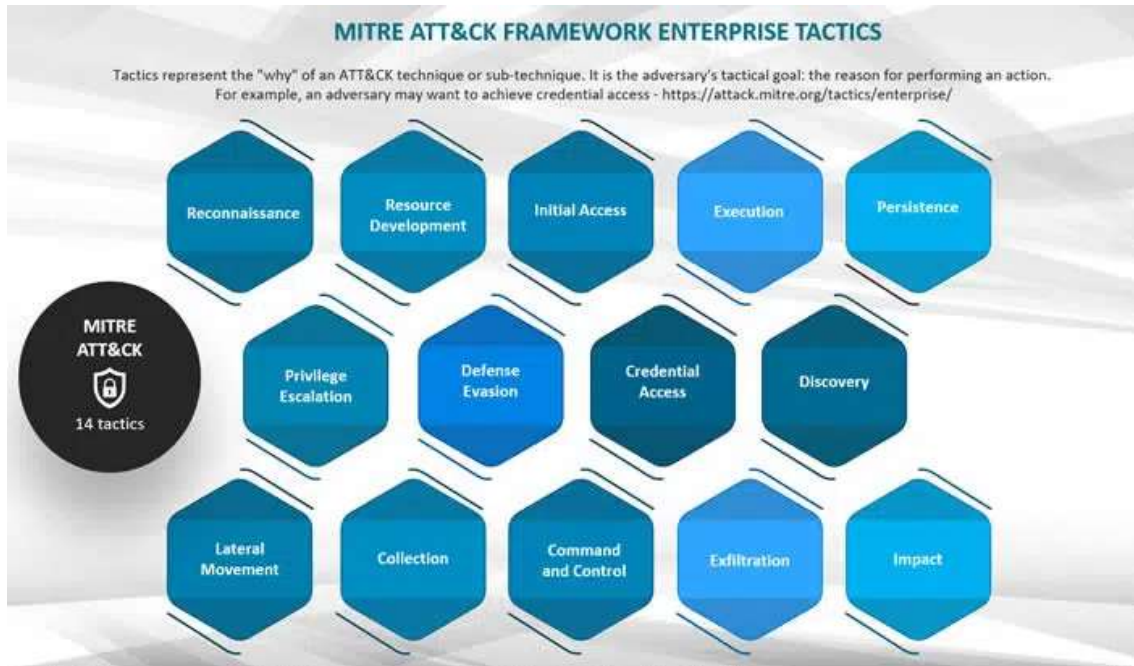 MITRE ATT&CK FRAMEWORK ENTERPRISE TACTICS
Tactics represent the "why" of an ATT&CK technique or sub-technique. It is the adversary's tactical goal: the reason for performing an action.
For example, an adversary may want to achieve credential access - https://attack.mitre.org/tactics/enterprise/
Reconnaissance
Resource
Development
Initial Access
Execution
Persistence
MITRE
ATT&CK
14 tactics
Privilege
Escalation
Defense
Evasion
Credential
Access
Discovery
Lateral
Movement
Collection
Command
and Control
Exfiltration
Impact